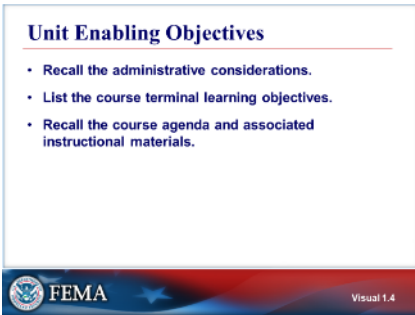 Unit Enabling Objectives
• Recall the administrative considerations.
• List the course terminal learning objectives.
• Recall the course agenda and associated
instructional materials.
FEMA
Visual 1.4